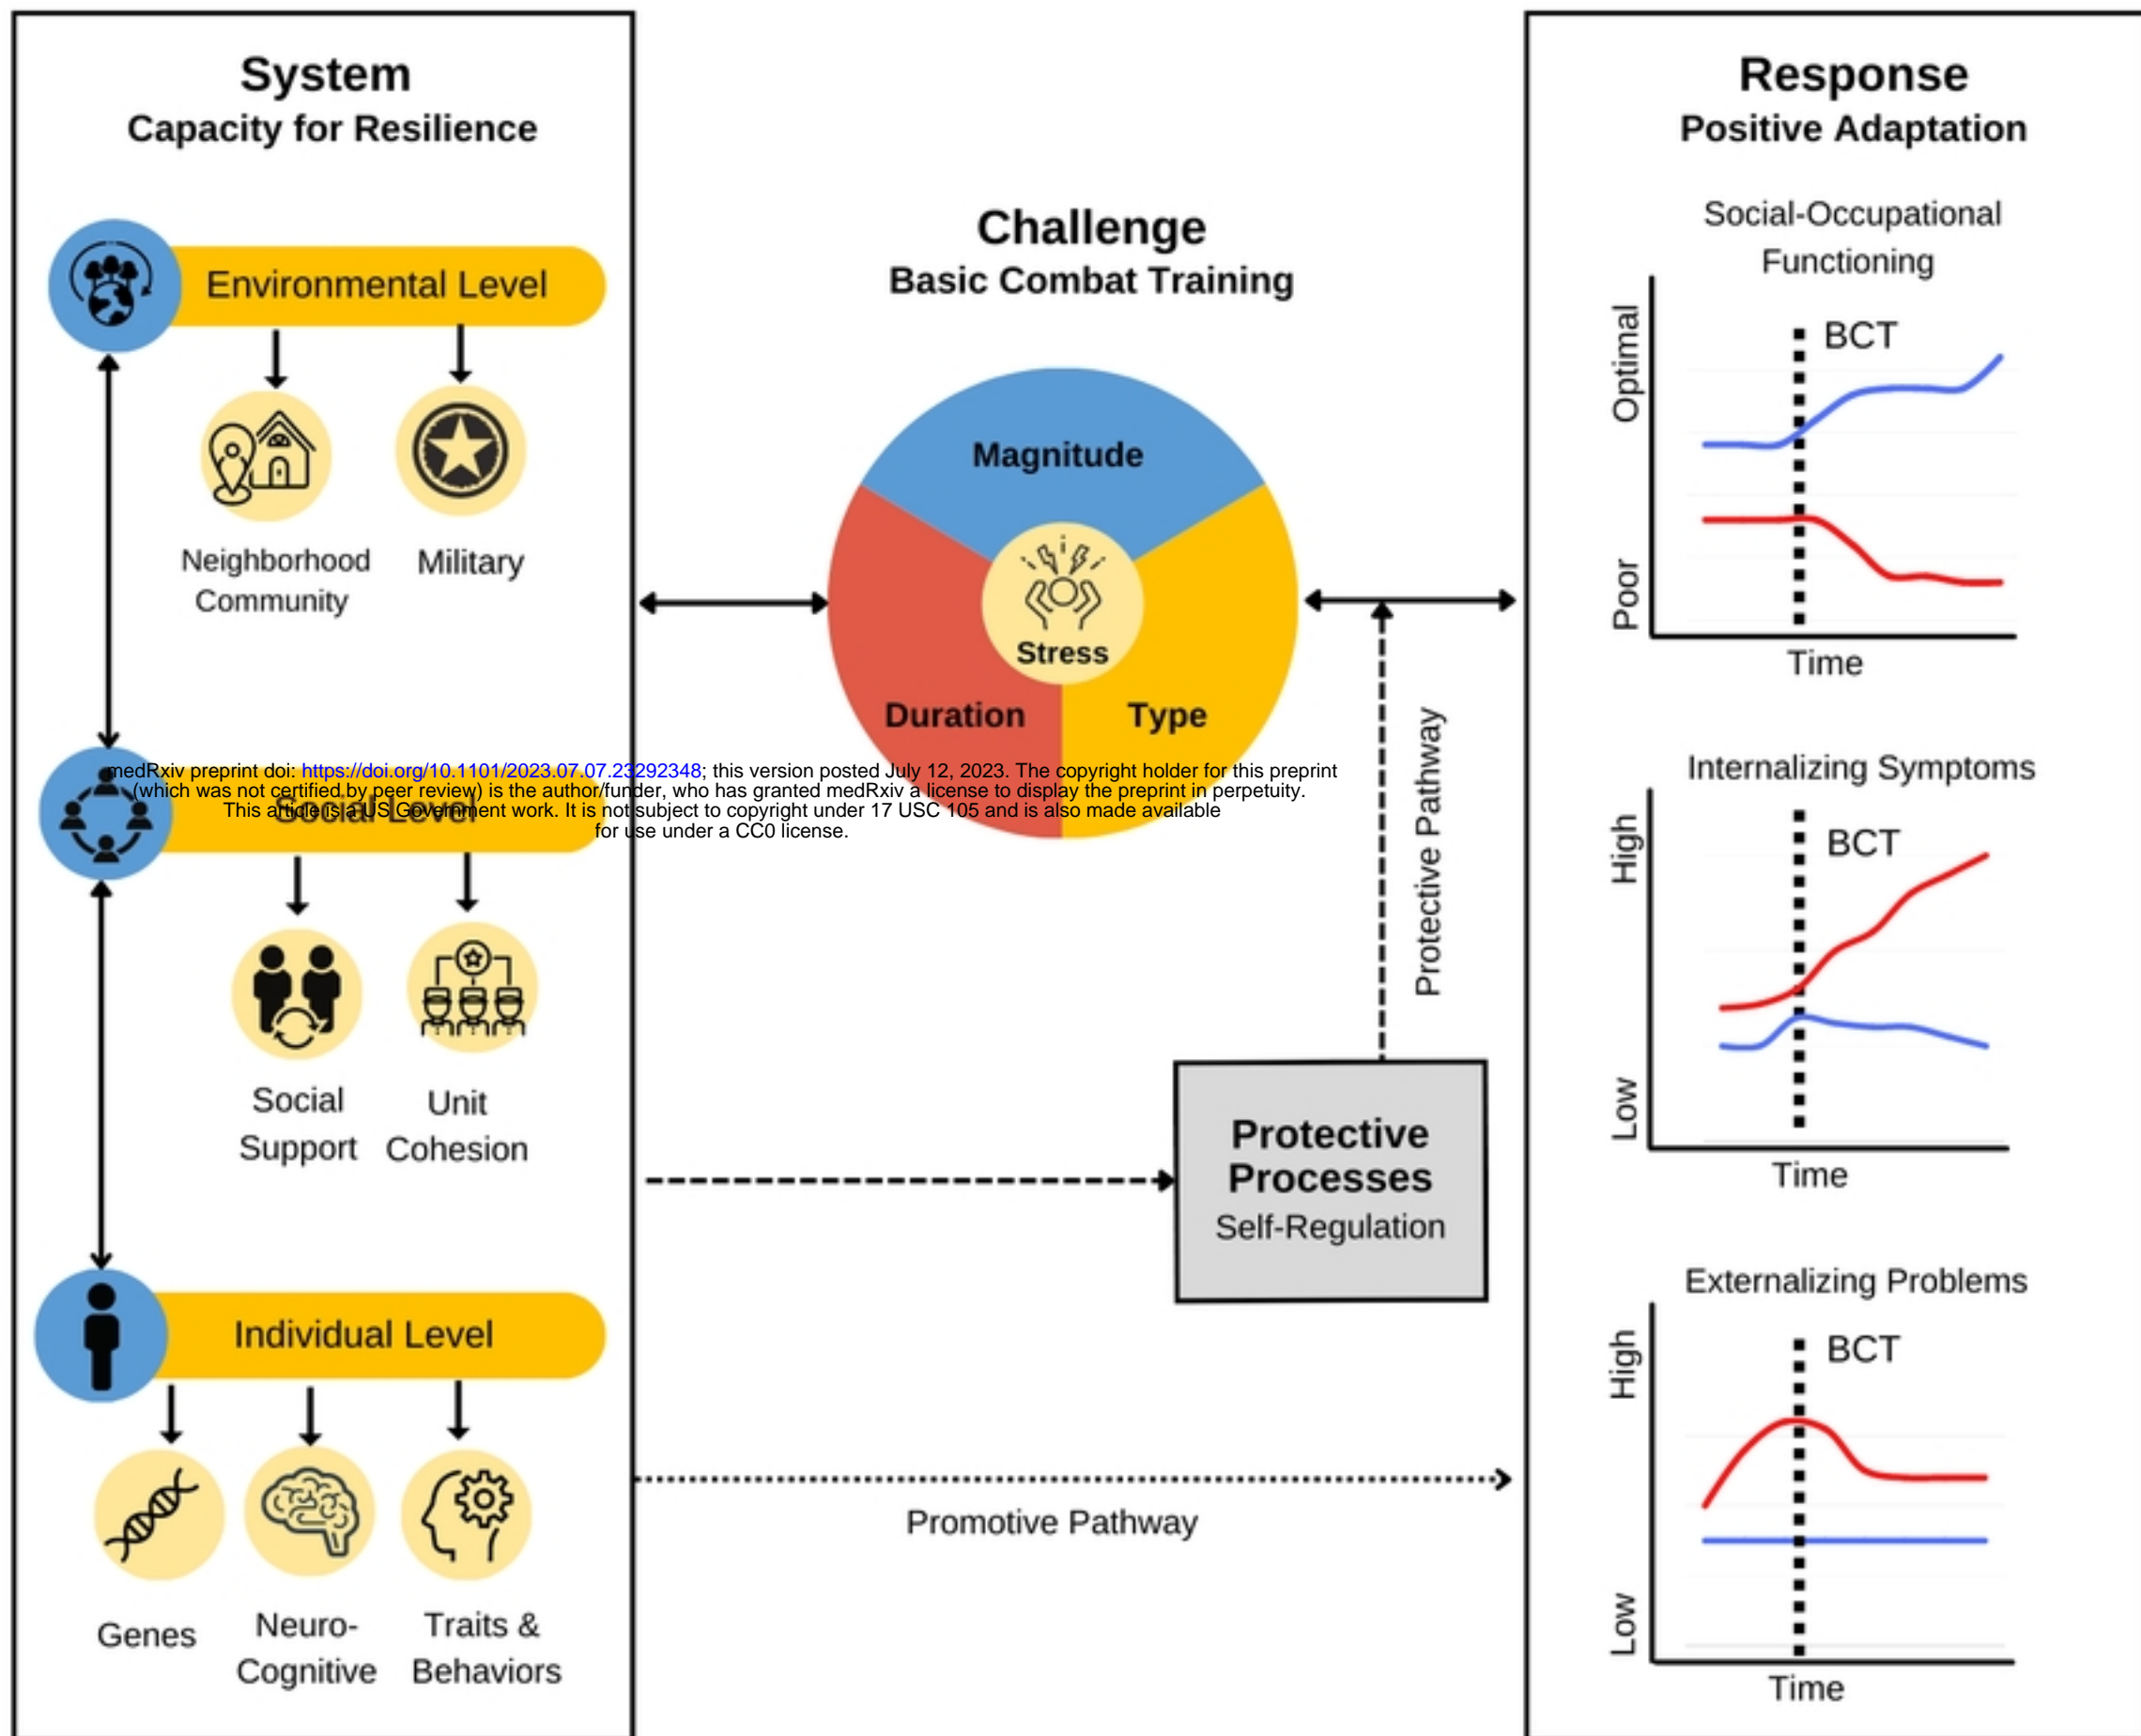 System
Capacity for Resilience
Environmental Level
Neighborhood
Community
Military
medRxiv preprint doi: https://doi.org/10.1101/2023.07.07.23292348; this version posted July 12, 2023. The copyright holder for this preprint
(which was not certified by peer review) is the author/funder, who has granted medRxiv a license to display the preprint in perpetuity.
This article is a US Government work. It is not subject to copyright under 17 USC 105 and is also made available
for use under a CC0 license.
Social Level
Social
Support
Unit
Cohesion
Individual Level
Genes
Neuro-
Cognitive
Traits &
Behaviors
Challenge
Basic Combat Training
Magnitude
Stress
Duration
Type
Protective Pathway
Protective
Processes
Self-Regulation
Promotive Pathway
Response
Positive Adaptation
Social-Occupational
Functioning
Optimal
Poor
BCT
Time
Internalizing Symptoms
High
Low
BCT
Time
Externalizing Problems
High
Low
BCT
Time